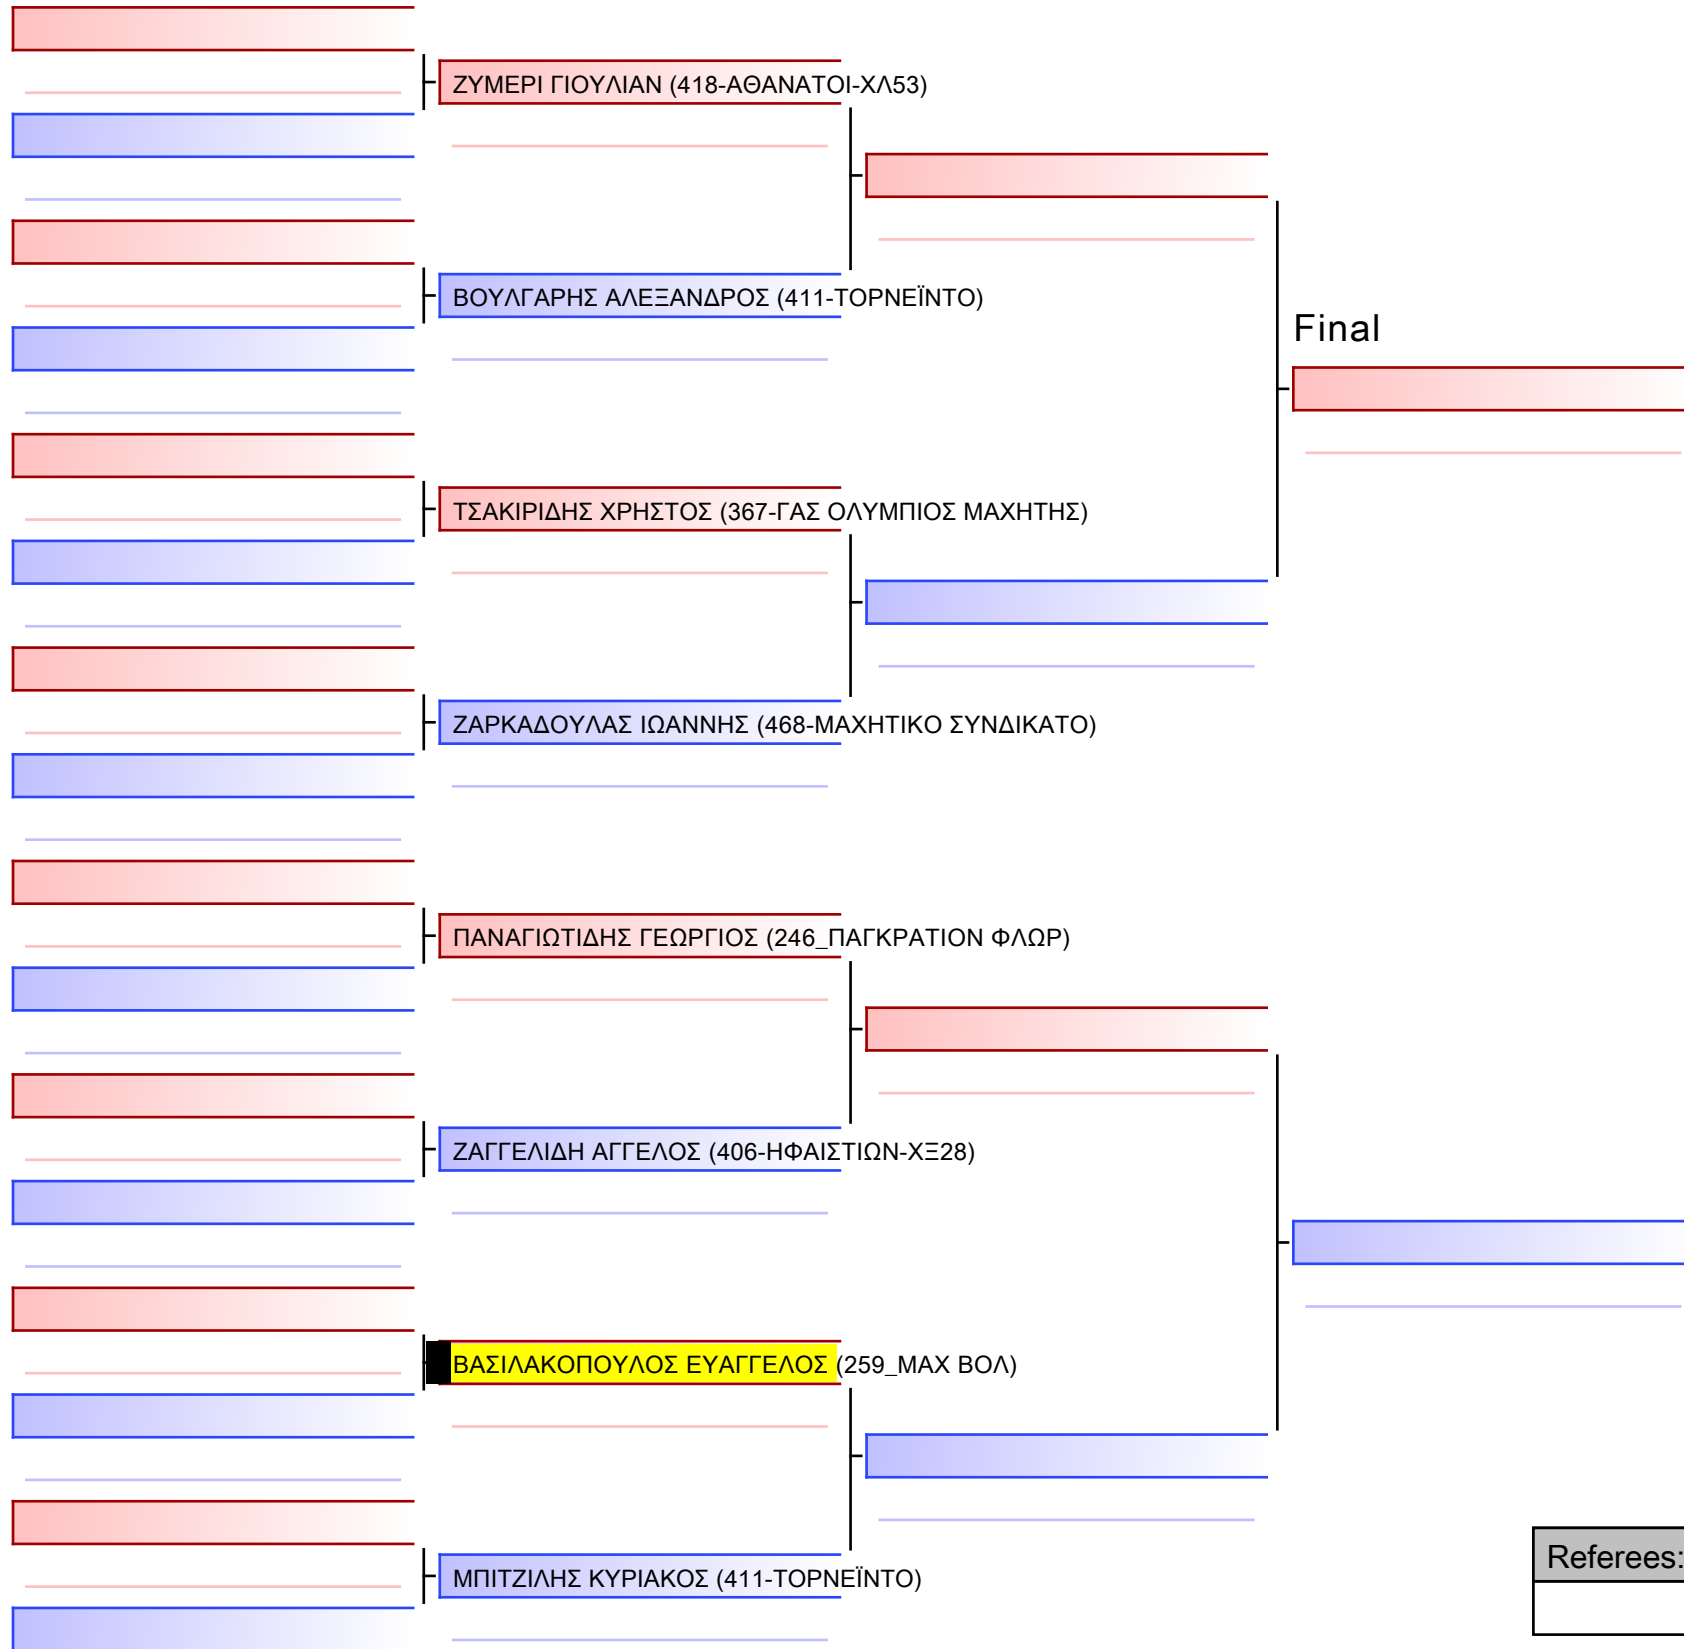 ΖΥΜΕΡΙ ΓΙΟΥΛΙΑΝ (418-ΑΘΑΝΑΤΟΙ-ΧΛ53)
ΒΟΥΛΓΑΡΗΣ ΑΛΕΞΑΝΔΡΟΣ (411-ΤΟΡΝΕΪΝΤΟ)
Final
ΤΣΑΚΙΡΙΔΗΣ ΧΡΗΣΤΟΣ (367-ΓΑΣ ΟΛΥΜΠΙΟΣ ΜΑΧΗΤΗΣ)
ΖΑΡΚΑΔΟΥΛΑΣ ΙΩΑΝΝΗΣ (468-ΜΑΧΗΤΙΚΟ ΣΥΝΔΙΚΑΤΟ)
ΠΑΝΑΓΙΩΤΙΔΗΣ ΓΕΩΡΓΙΟΣ (246_ΠΑΓΚΡΑΤΙΟΝ ΦΛΩΡ)
ΖΑΓΓΕΛΙΔΗ ΑΓΓΕΛΟΣ (406-ΗΦΑΙΣΤΙΩΝ-ΧΞ28)
ΒΑΣΙΛΑΚΟΠΟΥΛΟΣ ΕΥΑΓΓΕΛΟΣ (259_ΜΑΧ ΒΟΛ)
Referees:
ΜΠΙΤΖΙΛΗΣ ΚΥΡΙΑΚΟΣ (411-ΤΟΡΝΕΪΝΤΟ)